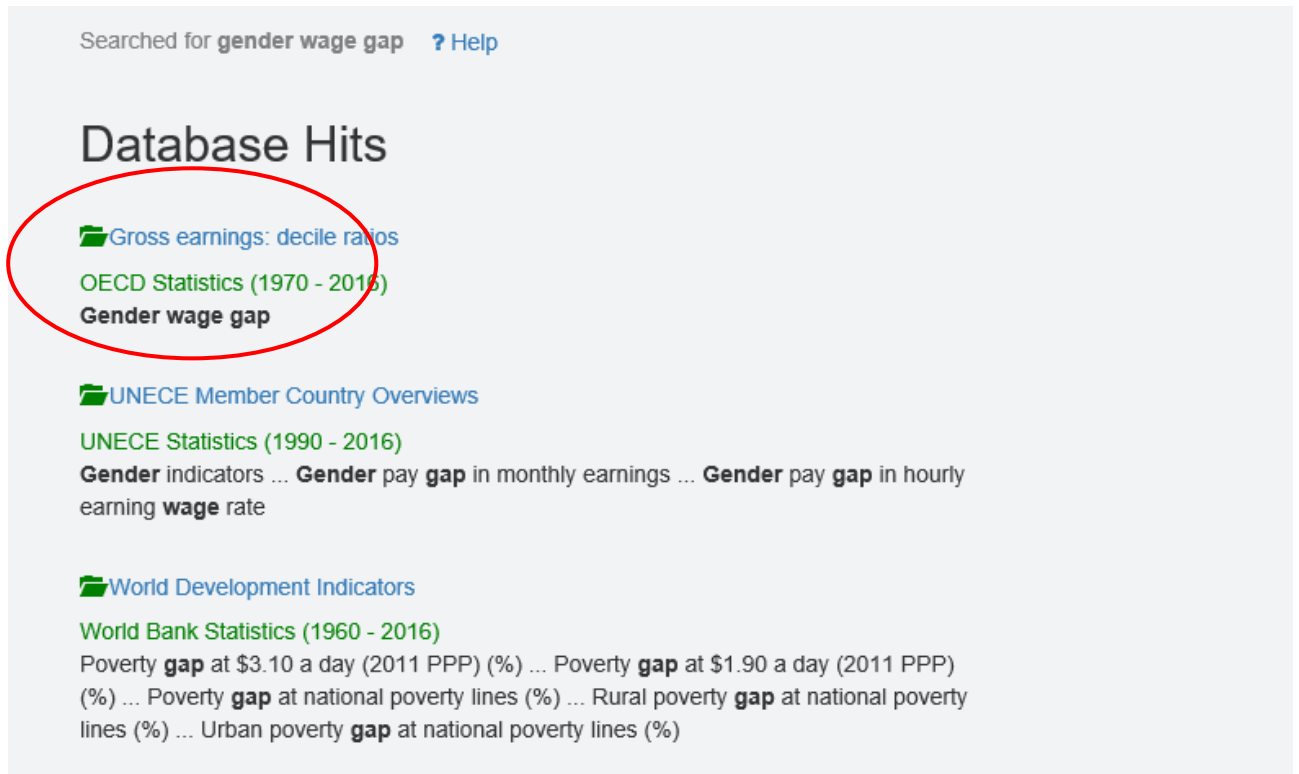 Searched for gender wage gap ? Help
Database Hits
Gross earnings: decile ratios
OECD Statistics (1970 - 2016)
Gender wage gap
UNECE Member Country Overviews
UNECE Statistics (1990 - 2016)
Gender indicators ... Gender pay gap in monthly earnings ... Gender pay gap in hourly
earning wage rate
World Development Indicators
World Bank Statistics (1960 - 2016)
Poverty gap at $3.10 a day (2011 PPP) (%) ... Poverty gap at $1.90 a day (2011 PPP)
(%) ... Poverty gap at national poverty lines (%) ... Rural poverty gap at national poverty
lines (%) ... Urban poverty gap at national poverty lines (%)